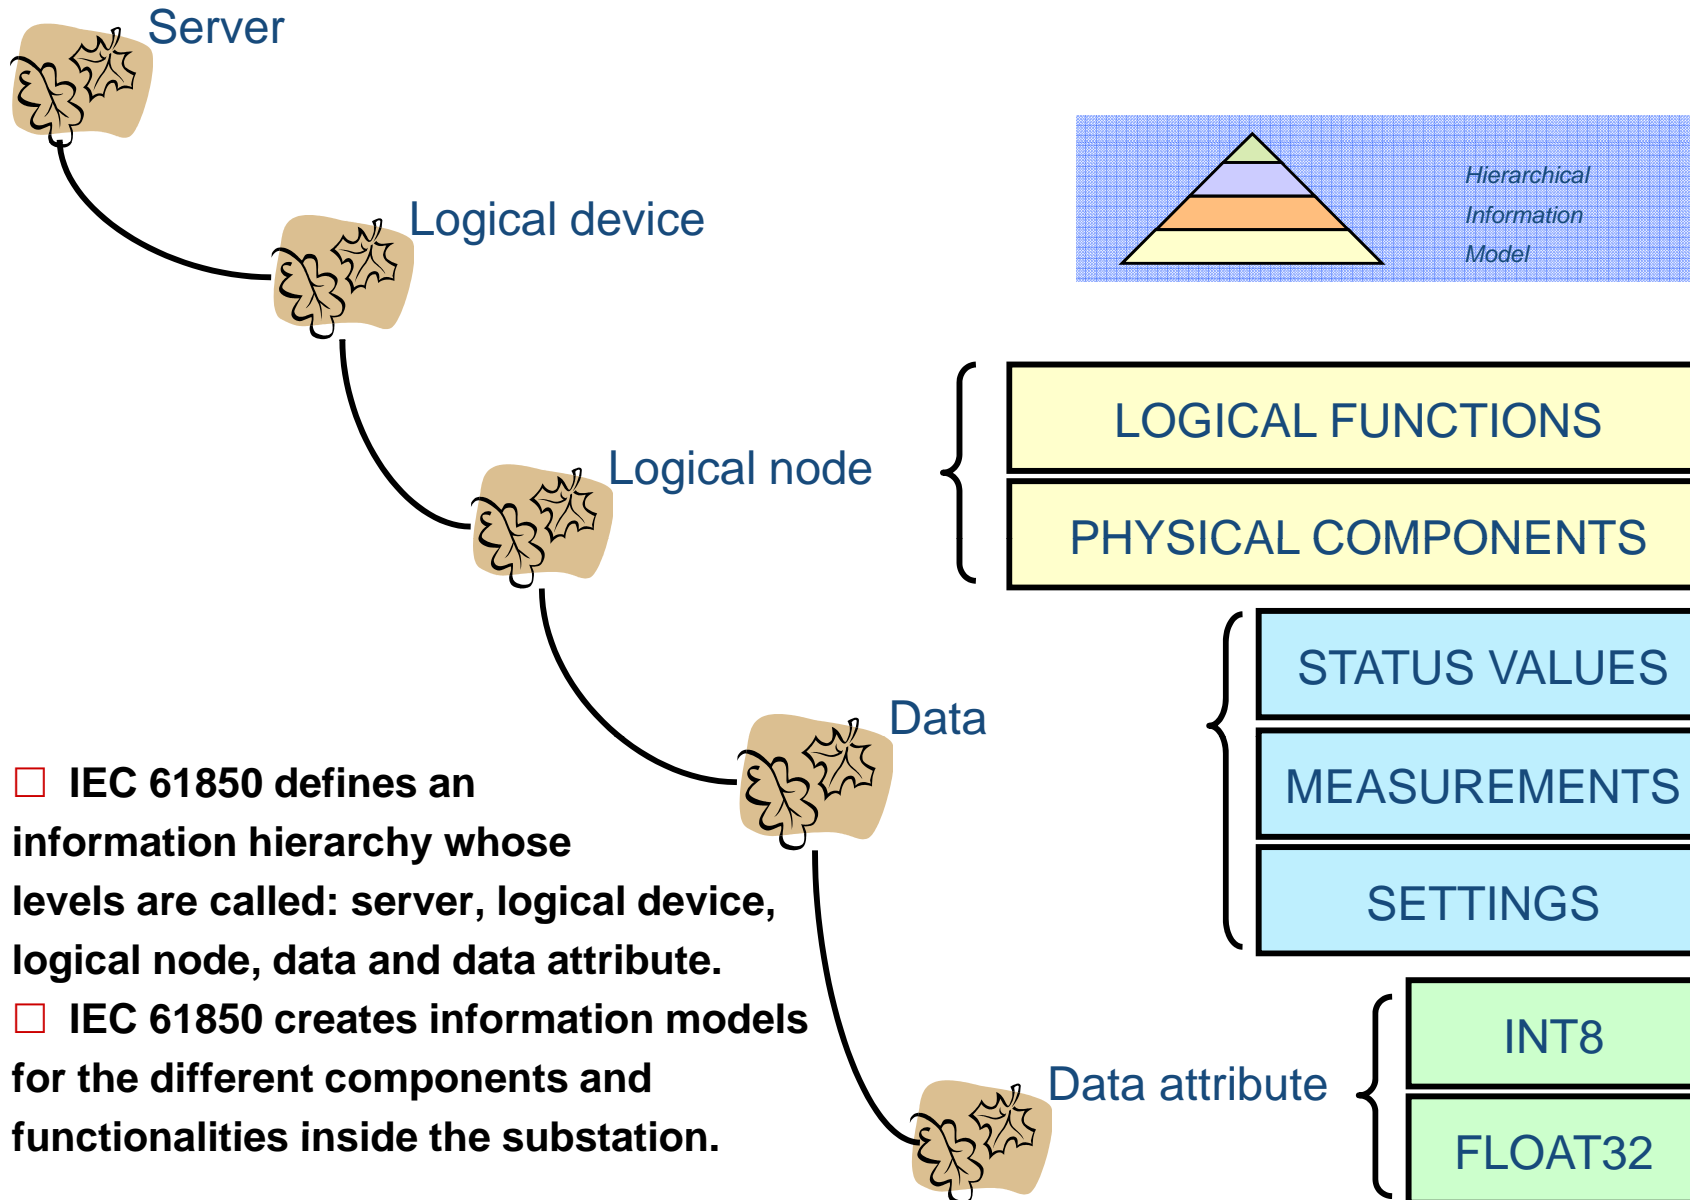 Server
Hierarchical
Information
Model
Logical device
LOGICAL FUNCTIONS
Logical node
PHYSICAL COMPONENTS
STATUS VALUES
Data
MEASUREMENTS
SETTINGS
□ IEC 61850 defines an
information hierarchy whose
levels are called: server, logical device,
logical node, data and data attribute.
□ IEC 61850 creates information models
for the different components and
functionalities inside the substation.
INT8
Data attribute
FLOAT32